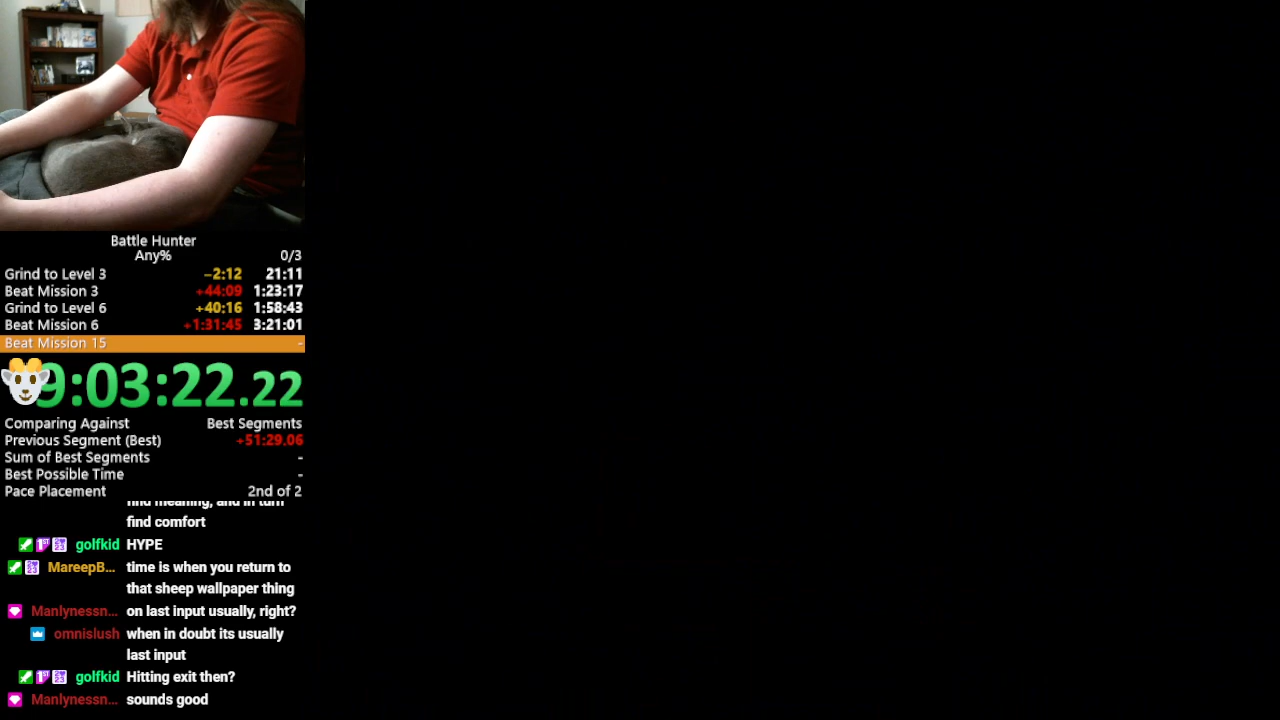 Battle Hunter
Any% 0/3
Grind to Level 3 −2:12 21:11
Beat Mission 3 +44:09 1:23:17
Grind to Level 6 +40:16 1:58:43
Beat Mission 6 +1:31:45 3:21:01
Beat Mission 15 -
9:03:22.22
Comparing Against Best Segments
Previous Segment (Best) +51:29.06
Sum of Best Segments -
Best Possible Time -
Pace Placement 2nd of 2
find meaning, and in turn
find comfort
golfkid HYPE
MareepB... time is when you return to
that sheep wallpaper thing
Manlynessn... on last input usually, right?
omnislush when in doubt its usually
last input
golfkid Hitting exit then?
Manlynessn... sounds good